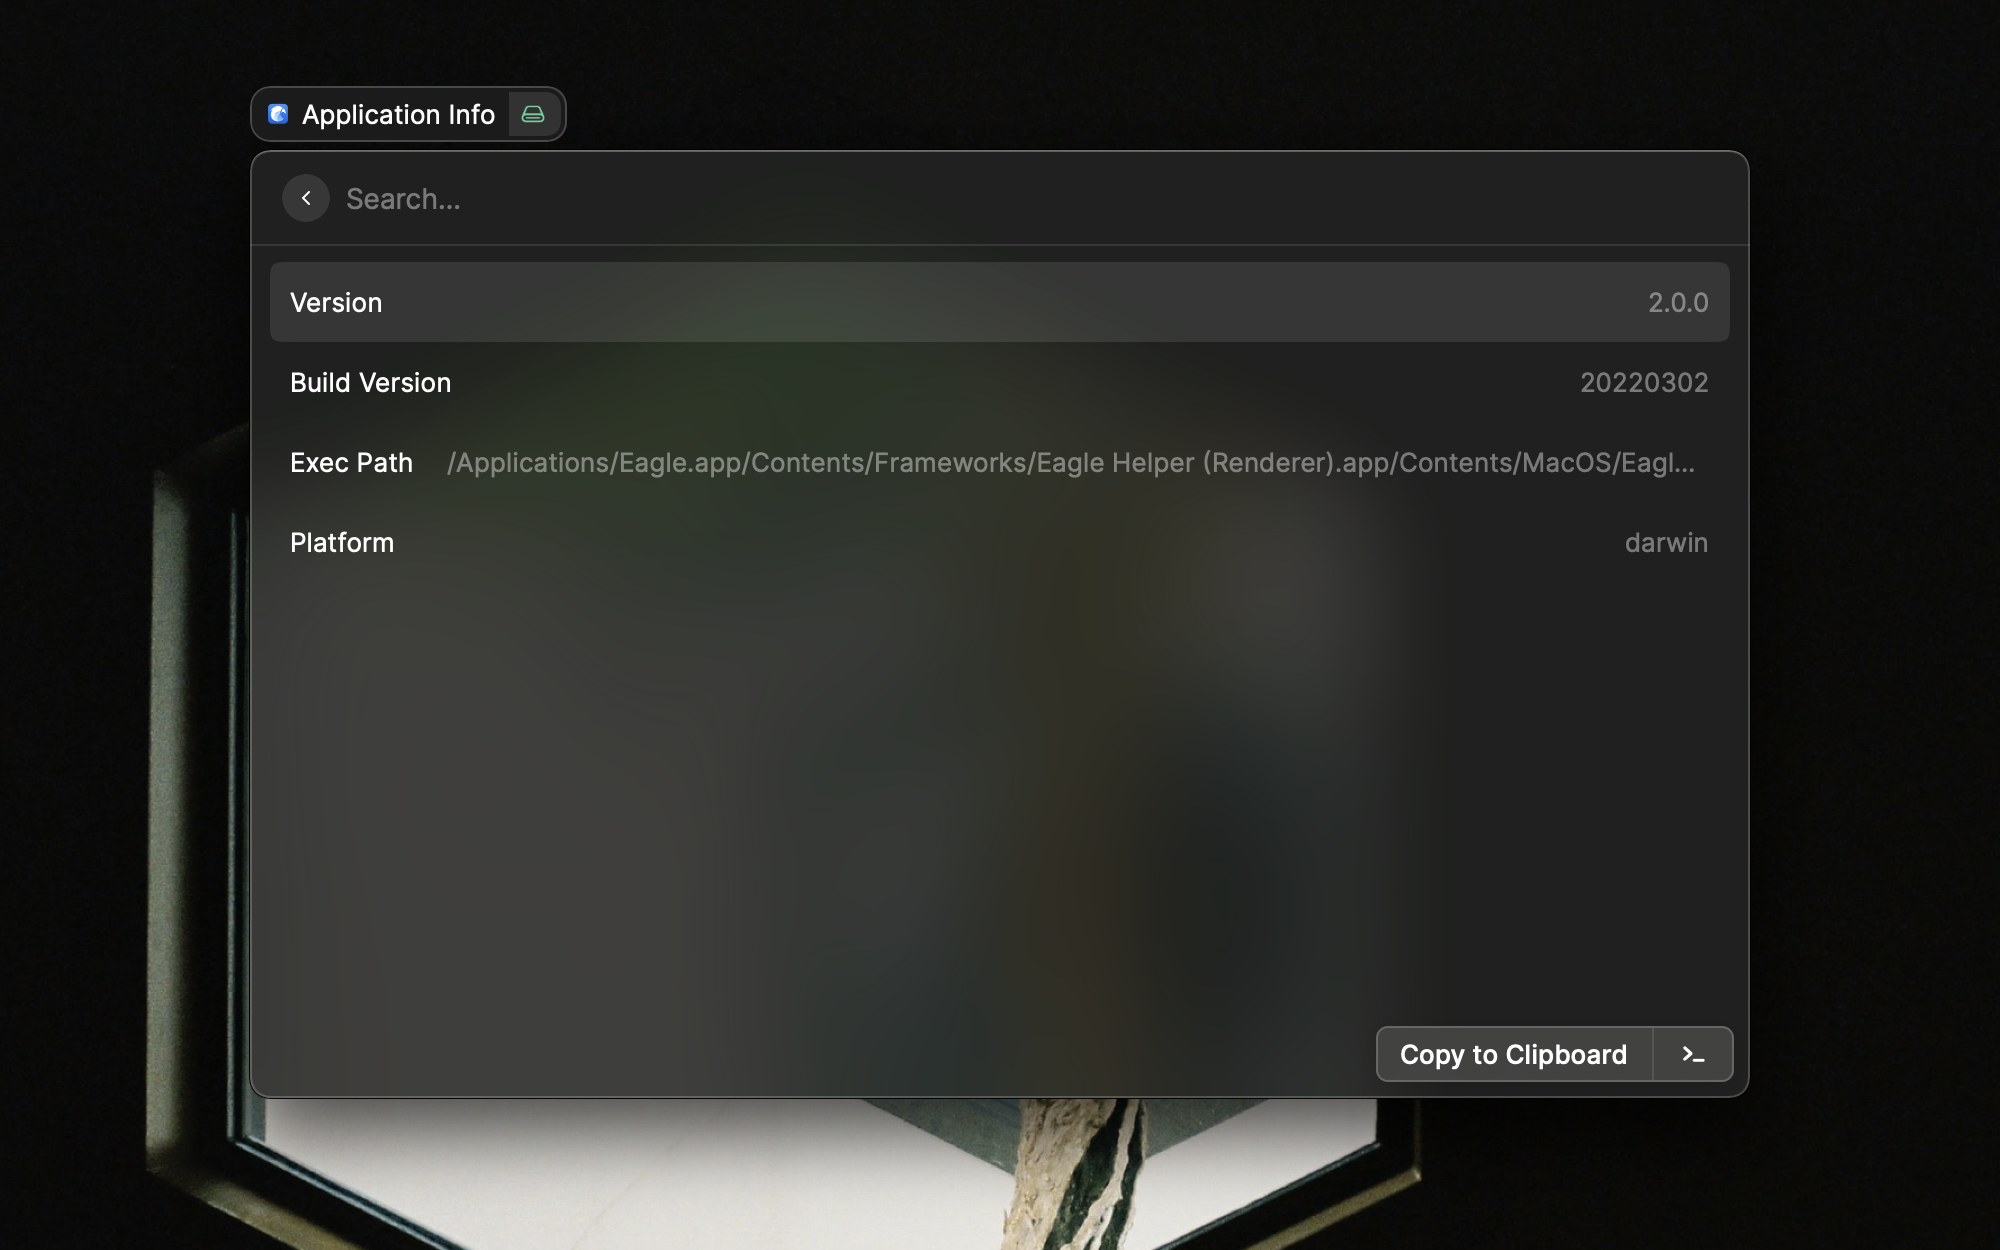 Application Info
Search...
Version 2.0.0
Build Version 20220302
Exec Path /Applications/Eagle.app/Contents/Frameworks/Eagle Helper (Renderer).app/Contents/MacOS/Eagl...
Platform darwin
Copy to Clipboard >_